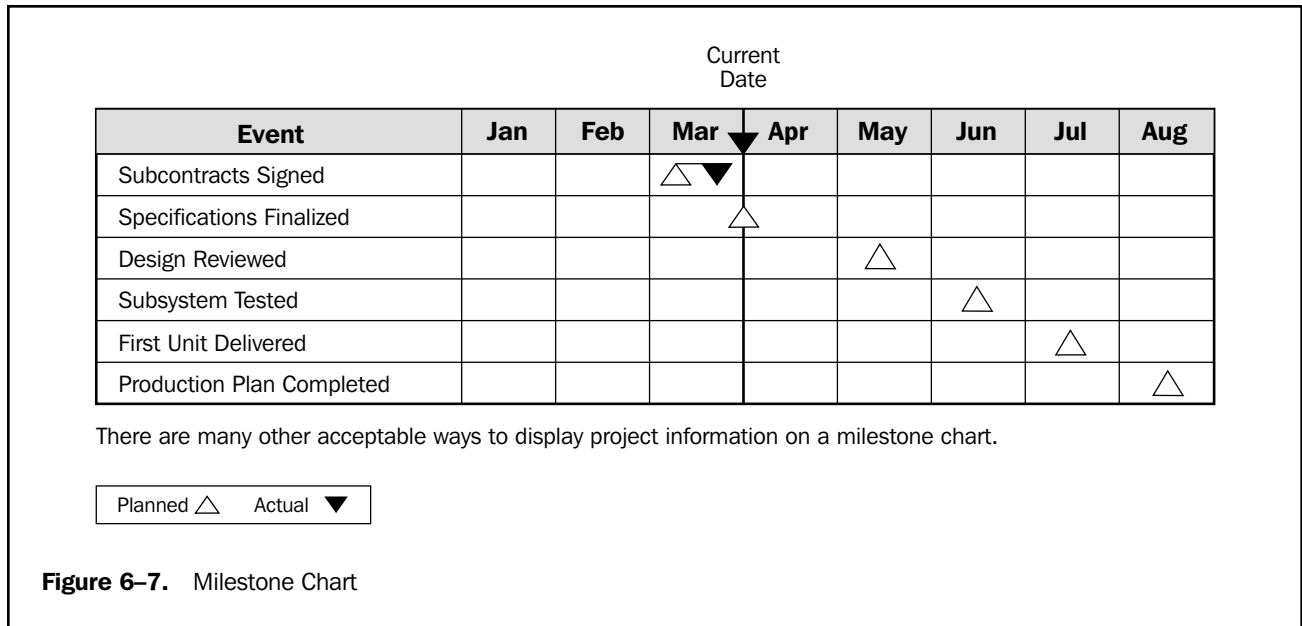 Current
Date
Event Jan Feb Mar Apr May Jun Jul Aug
Subcontracts Signed
Specifications Finalized
Design Reviewed
Subsystem Tested
First Unit Delivered
Production Plan Completed
There are many other acceptable ways to display project information on a milestone chart.
Planned Actual
Figure 6–7. Milestone Chart